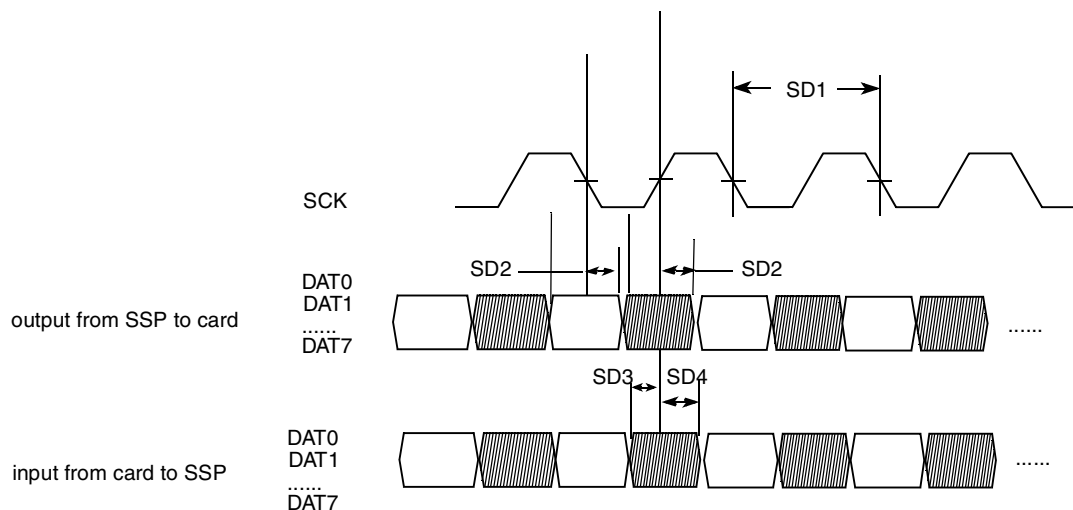 SD1
SCK
SD2
SD2
DAT0
DAT1
output from SSP to card
......
......
DAT7
SD3
SD4
DAT0
DAT1
input from card to SSP
......
......
DAT7